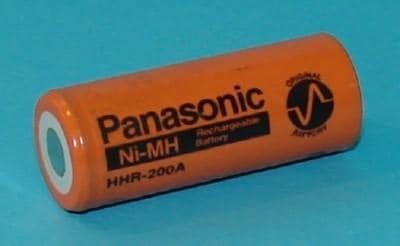 Panasonic
Ni-MH
Rechargeable
Battery
HHR-200A
ORIGINAL